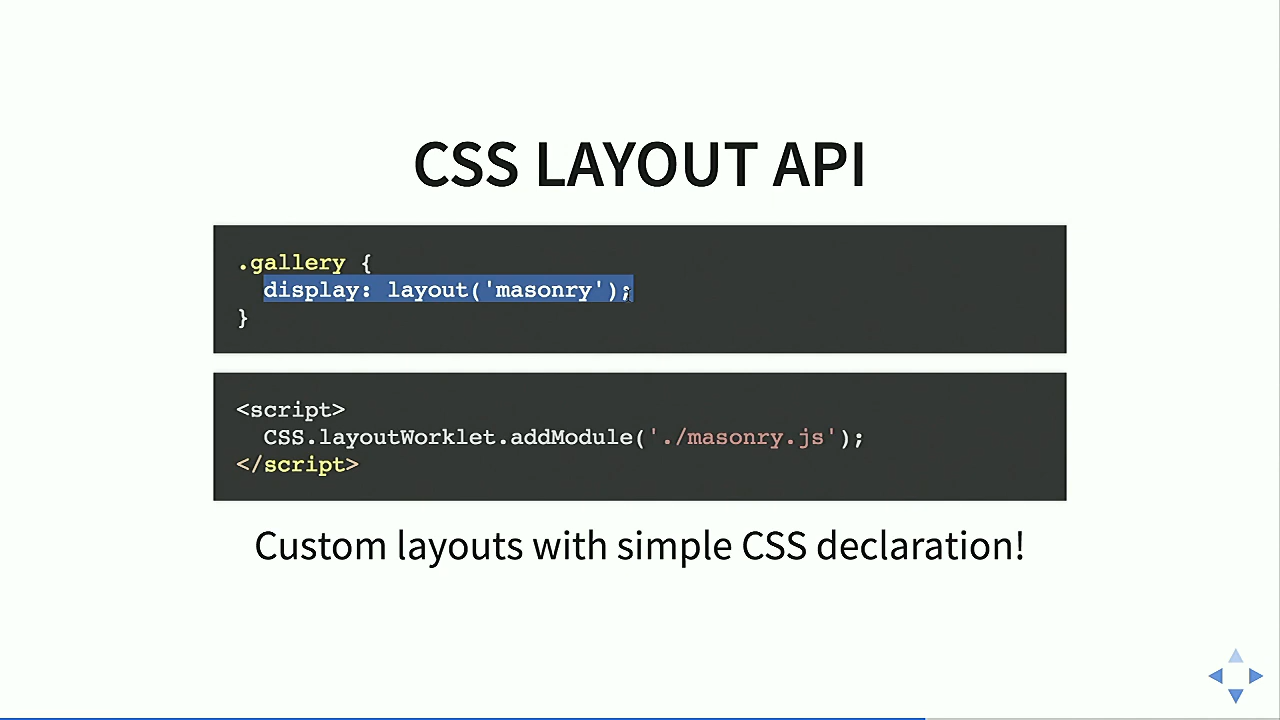 CSS LAYOUT API
.gallery {
  display: layout('masonry');
}
<script>
  CSS.layoutWorklet.addModule('./masonry.js');
</script>
Custom layouts with simple CSS declaration!